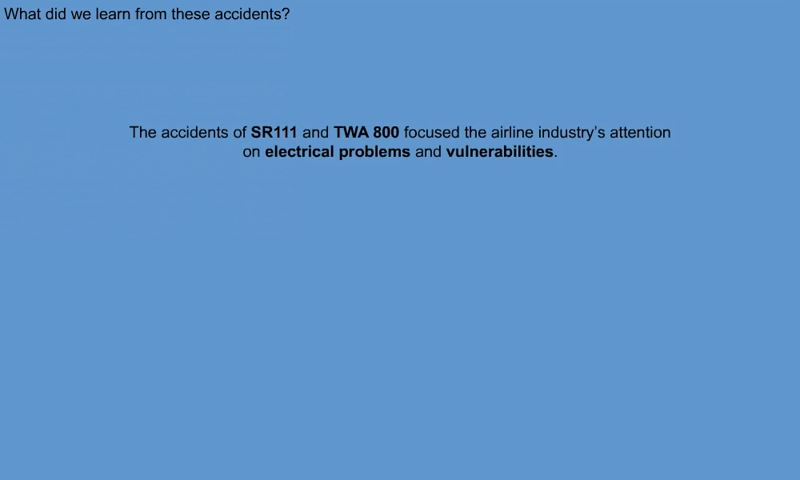 What did we learn from these accidents?
The accidents of SR111 and TWA 800 focused the airline industry's attention
on electrical problems and vulnerabilities.